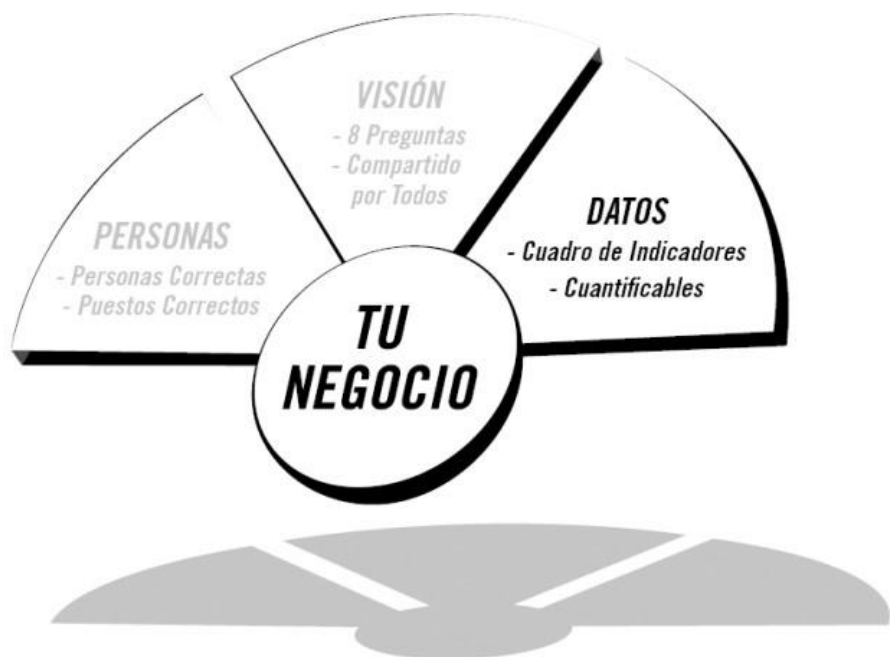 VISIÓN
- 8 Preguntas
- Compartido
por Todos
PERSONAS
- Personas Correctas
- Puestos Correctos
DATOS
- Cuadro de Indicadores
- Cuantificables
TU
NEGOCIO